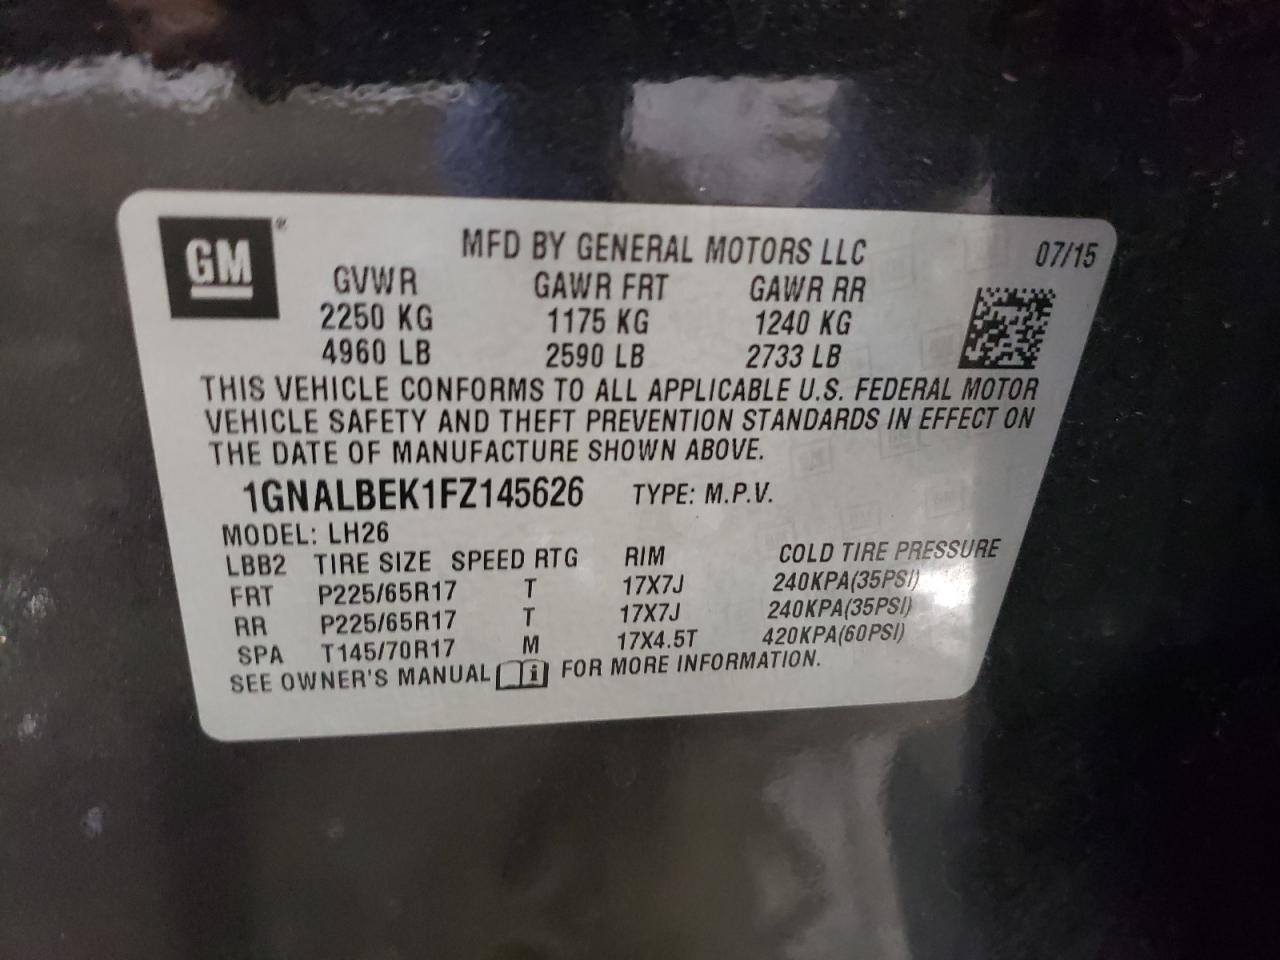 GM®
MFD BY GENERAL MOTORS LLC 07/15
GVWR GAWR FRT GAWR RR
2250 KG 1175 KG 1240 KG
4960 LB 2590 LB 2733 LB
THIS VEHICLE CONFORMS TO ALL APPLICABLE U.S. FEDERAL MOTOR
VEHICLE SAFETY AND THEFT PREVENTION STANDARDS IN EFFECT ON
THE DATE OF MANUFACTURE SHOWN ABOVE.
1GNALBEK1FZ145626 TYPE: M.P.V.
MODEL: LH26
LBB2 TIRE SIZE SPEED RTG RIM COLD TIRE PRESSURE
FRT P225/65R17 T 17X7J 240KPA(35PSI)
RR P225/65R17 T 17X7J 240KPA(35PSI)
SPA T145/70R17 M 17X4.5T 420KPA(60PSI)
SEE OWNER'S MANUAL i FOR MORE INFORMATION.